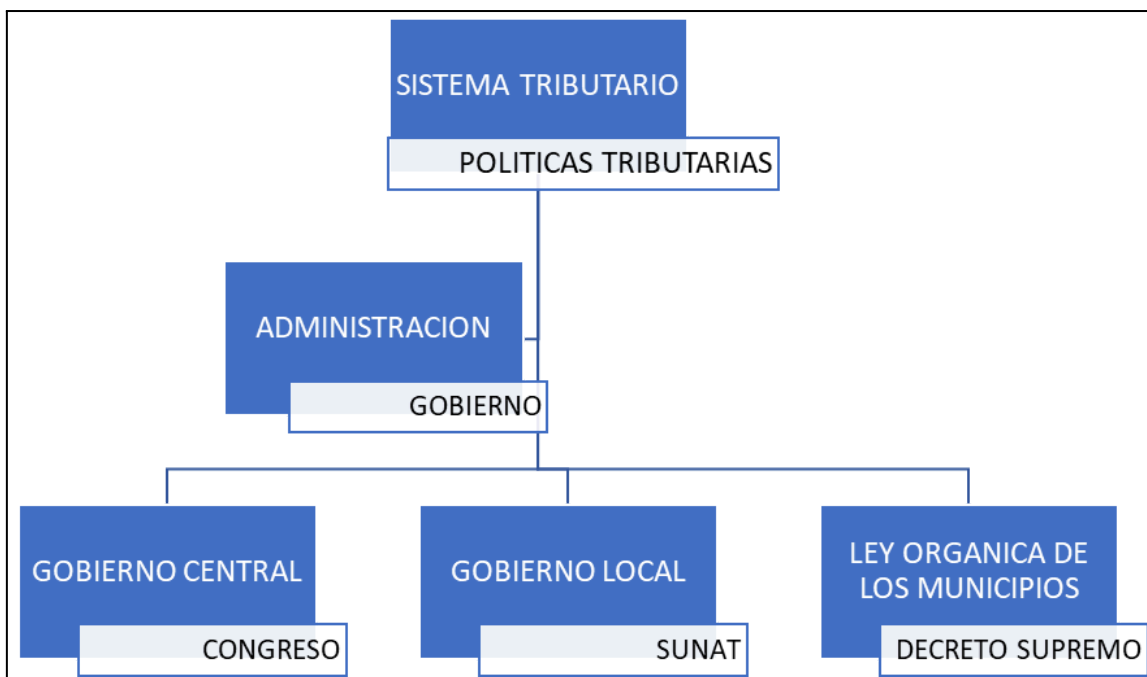 SISTEMA TRIBUTARIO
POLITICAS TRIBUTARIAS
ADMINISTRACION
GOBIERNO
GOBIERNO CENTRAL
CONGRESO
GOBIERNO LOCAL
SUNAT
LEY ORGANICA DE
LOS MUNICIPIOS
DECRETO SUPREMO